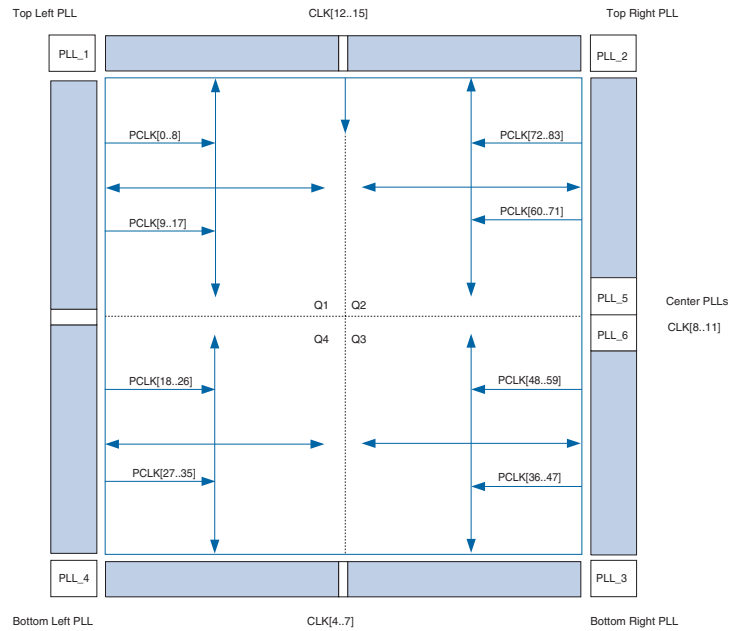 Top Left PLL
CLK[12..15]
Top Right PLL
PLL_1
PLL_2
PCLK[0..8]
PCLK[72..83]
PCLK[9..17]
PCLK[60..71]
PLL_5
Center PLLs
Q1
Q2
CLK[8..11]
PLL_6
Q4
Q3
PCLK[18..26]
PCLK[48..59]
PCLK[27..35]
PCLK[36..47]
PLL_4
PLL_3
Bottom Left PLL
CLK[4..7]
Bottom Right PLL